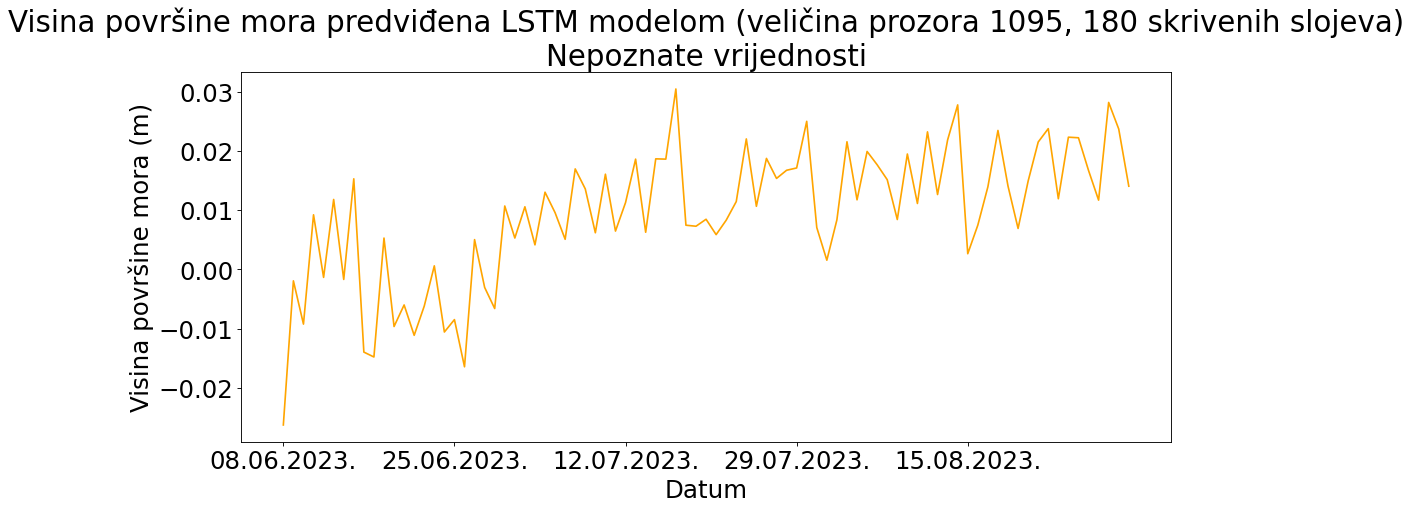 Visina površine mora predviđena LSTM modelom (veličina prozora 1095, 180 skrivenih slojeva)
Nepoznate vrijednosti
Visina površine mora (m)
0.03
0.02
0.01
0.00
−0.01
−0.02
08.06.2023. 25.06.2023. 12.07.2023. 29.07.2023. 15.08.2023.
Datum